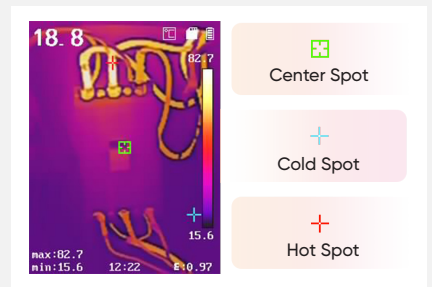 18.8
°C
82.7
15.6
max:82.7
min:15.6 12:22 ε:0.97
Center Spot
Cold Spot
Hot Spot